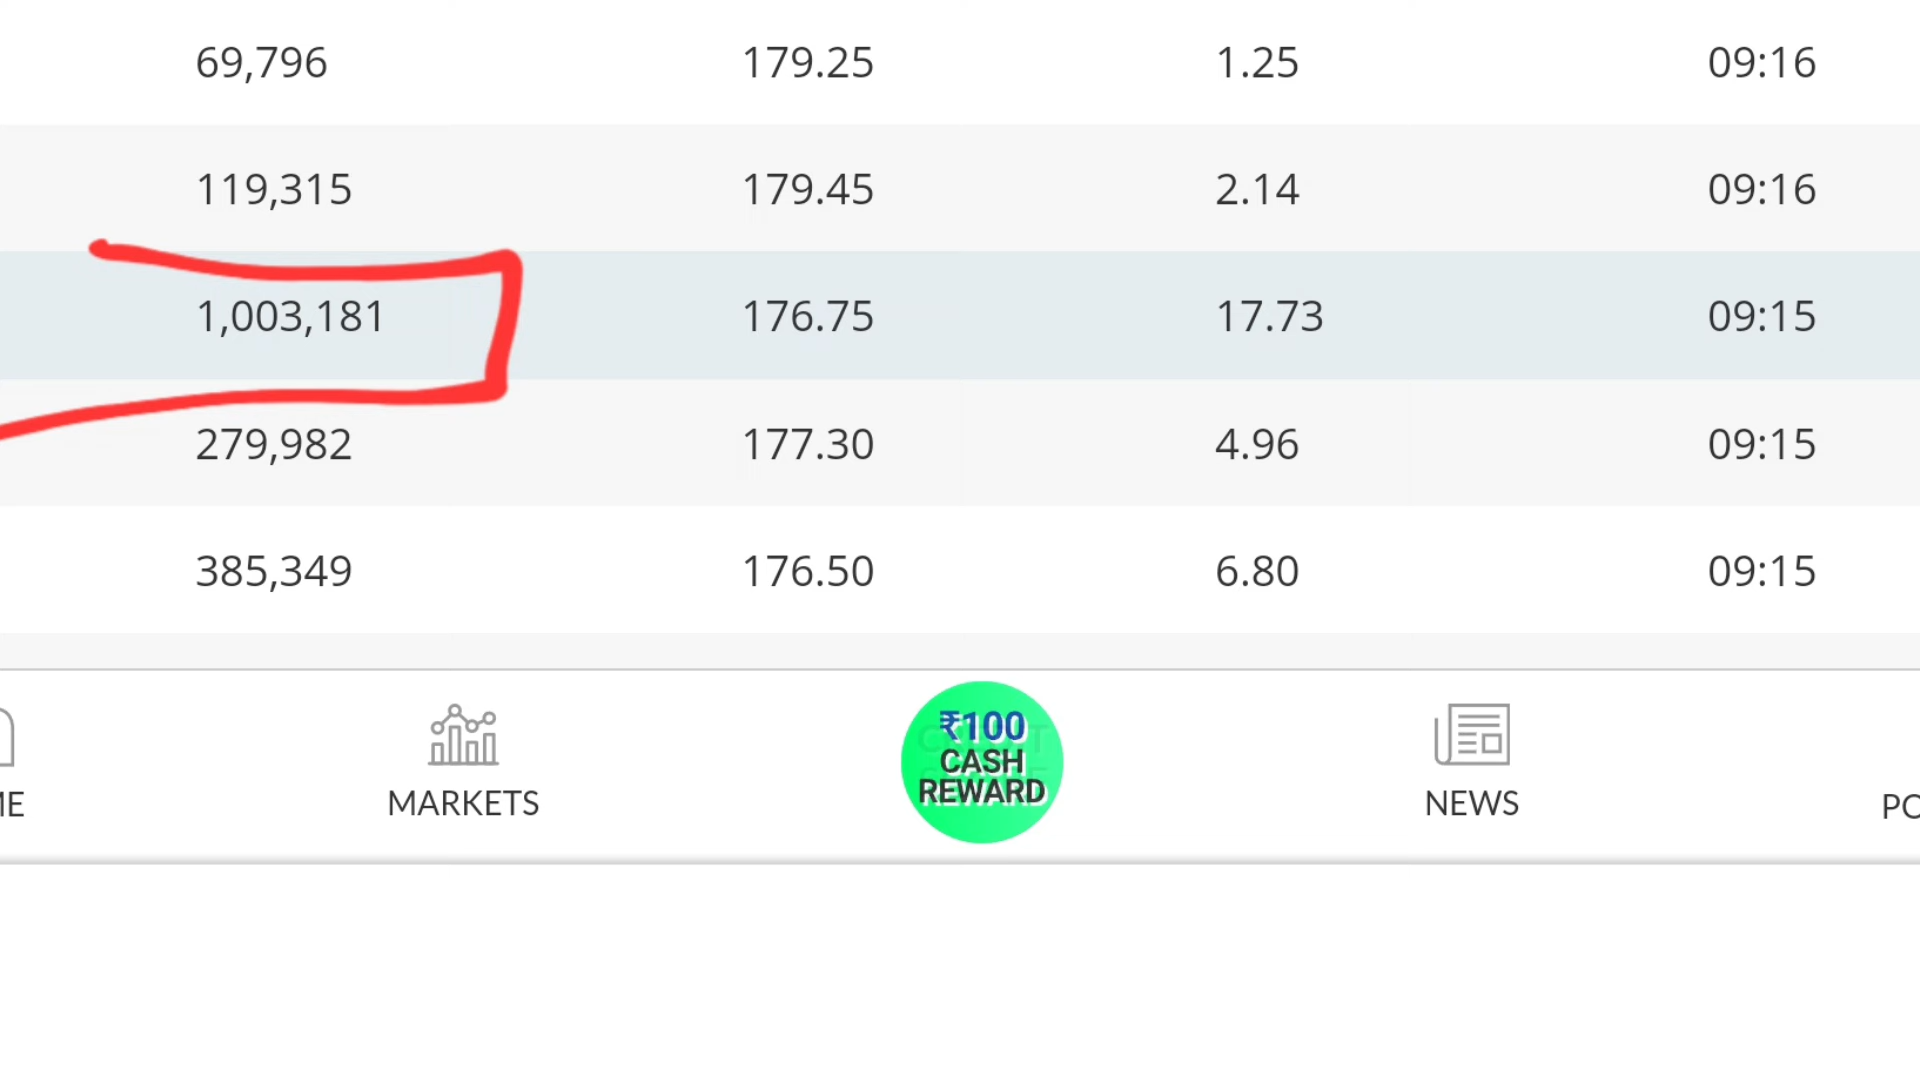 69,796 179.25 1.25 09:16
119,315 179.45 2.14 09:16
1,003,181 176.75 17.73 09:15
279,982 177.30 4.96 09:15
385,349 176.50 6.80 09:15
₹100
CASH
REWARD
ME MARKETS NEWS PO